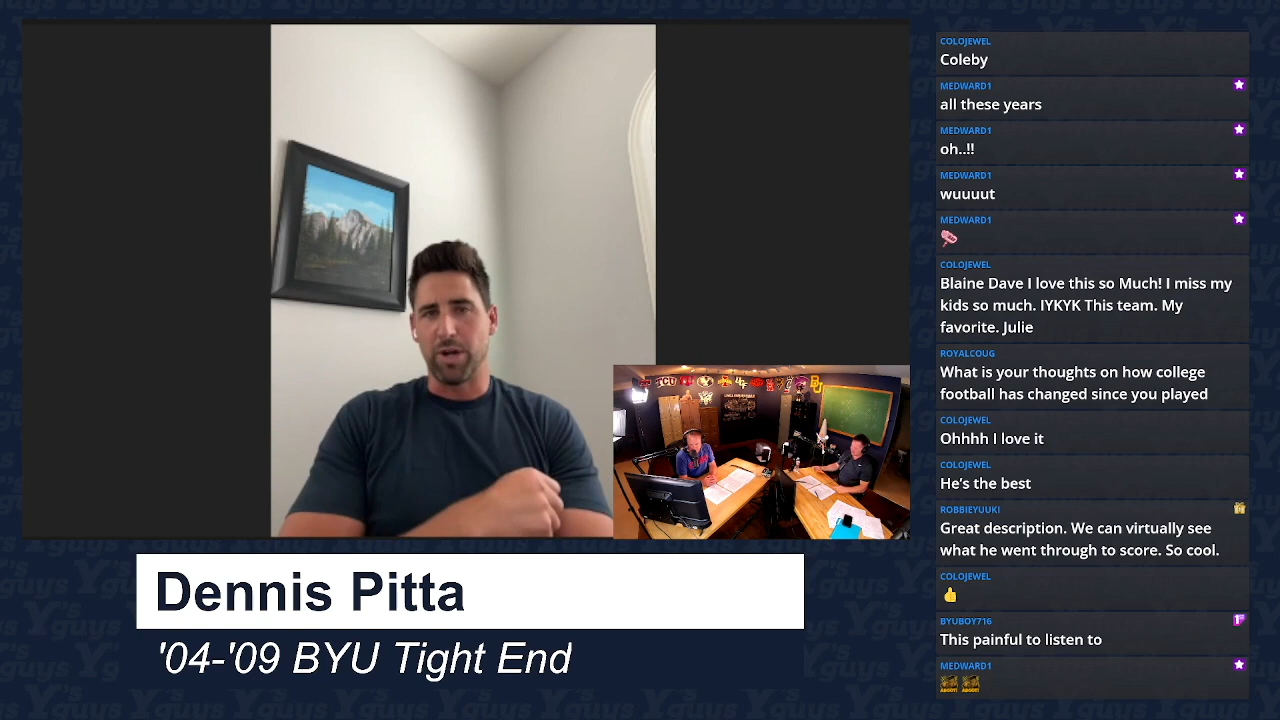 Dennis Pitta
'04-'09 BYU Tight End
COLOJEWEL
Coleby
MEDWARD1
all these years
MEDWARD1
oh..!!
MEDWARD1
wuuuut
MEDWARD1
COLOJEWEL
Blaine Dave I love this so Much! I miss my
kids so much. IYKYK This team. My
favorite. Julie
ROYALCOUG
What is your thoughts on how college
football has changed since you played
COLOJEWEL
Ohhhh I love it
COLOJEWEL
He's the best
ROBBIEYUUKI
Great description. We can virtually see
what he went through to score. So cool.
COLOJEWEL
BYUBOY716
This painful to listen to
MEDWARD1